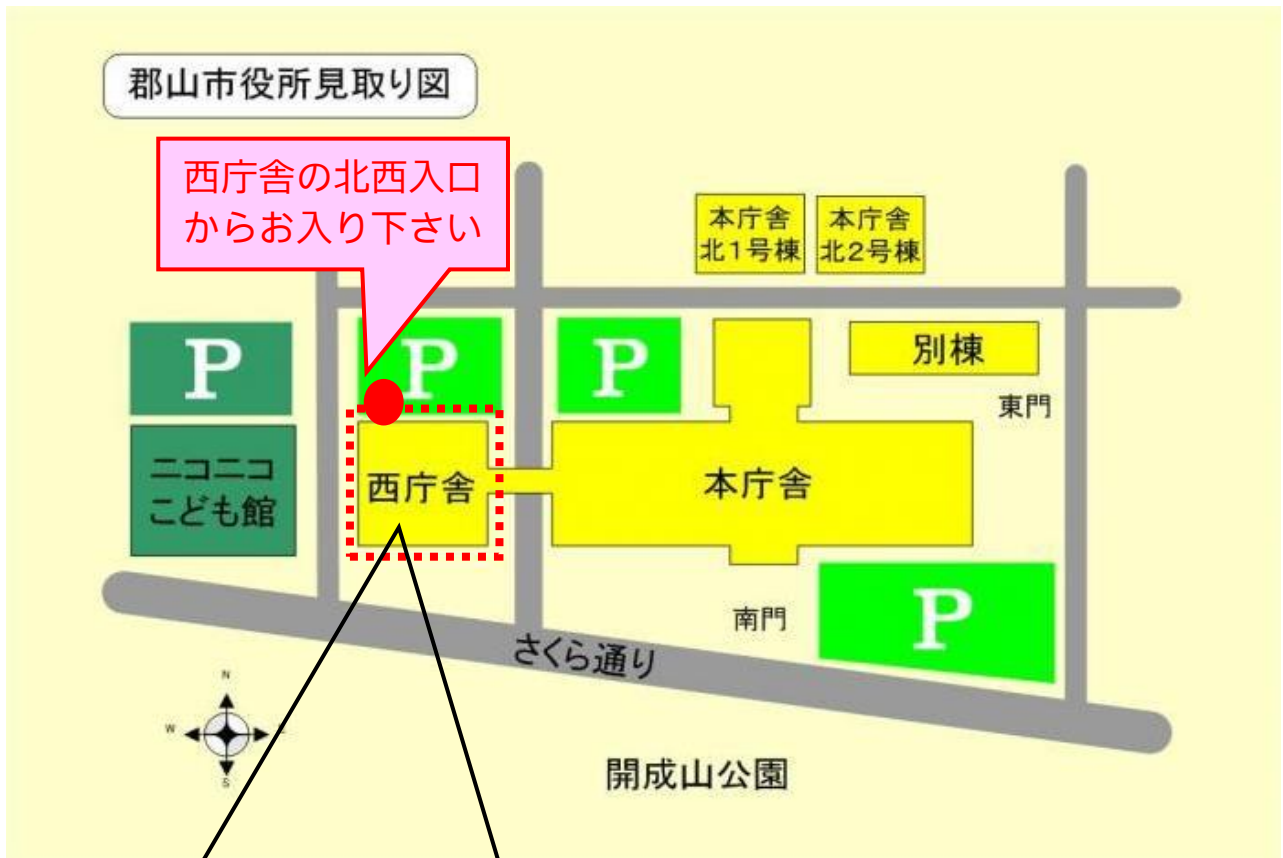 郡山市役所見取り図
西庁舎の北西入口
からお入り下さい
本庁舎
北1号棟
本庁舎
北2号棟
P
P
P
別棟
東門
ニコニコ
こども館
西庁舎
本庁舎
南門
P
さくら通り
N
W
E
S
開成山公園